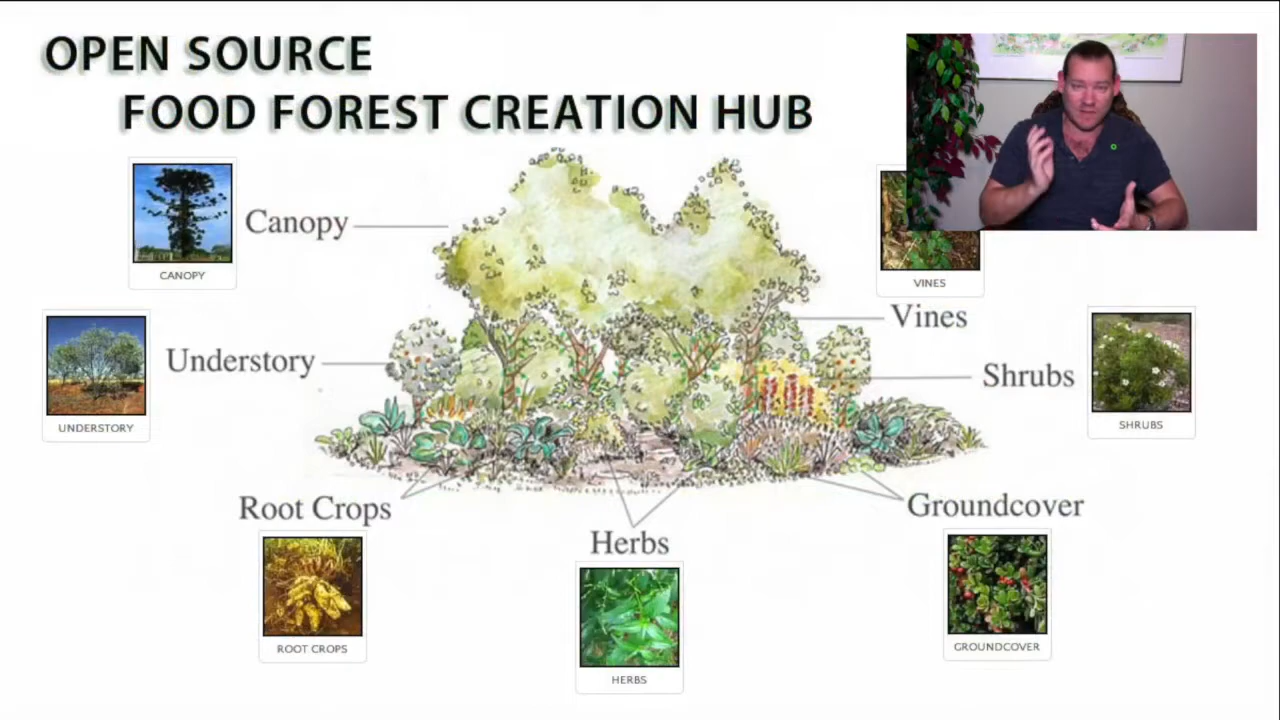 OPEN SOURCE
FOOD FOREST CREATION HUB
Canopy
CANOPY
VINES
Vines
Understory
UNDERSTORY
Shrubs
SHRUBS
Root Crops
ROOT CROPS
Herbs
HERBS
Groundcover
GROUNDCOVER